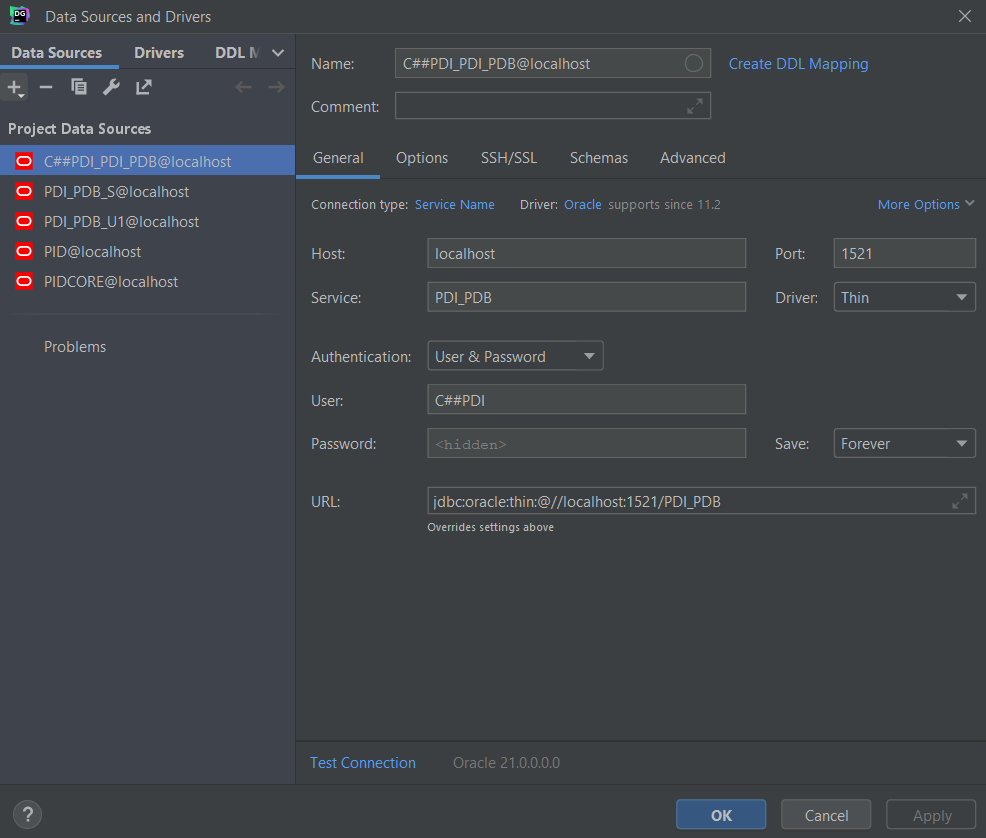 DG Data Sources and Drivers
Data Sources Drivers DDL M
Project Data Sources
C##PDI_PDI_PDB@localhost
PDI_PDB_S@localhost
PDI_PDB_U1@localhost
PID@localhost
PIDCORE@localhost
Problems
Name: C##PDI_PDI_PDB@localhost Create DDL Mapping
Comment:
General Options SSH/SSL Schemas Advanced
Connection type: Service Name Driver: Oracle supports since 11.2 More Options
Host: localhost Port: 1521
Service: PDI_PDB Driver: Thin
Authentication: User & Password
User: C##PDI
Password: <hidden> Save: Forever
URL: jdbc:oracle:thin:@//localhost:1521/PDI_PDB
Overrides settings above
Test Connection Oracle 21.0.0.0.0
? OK Cancel Apply